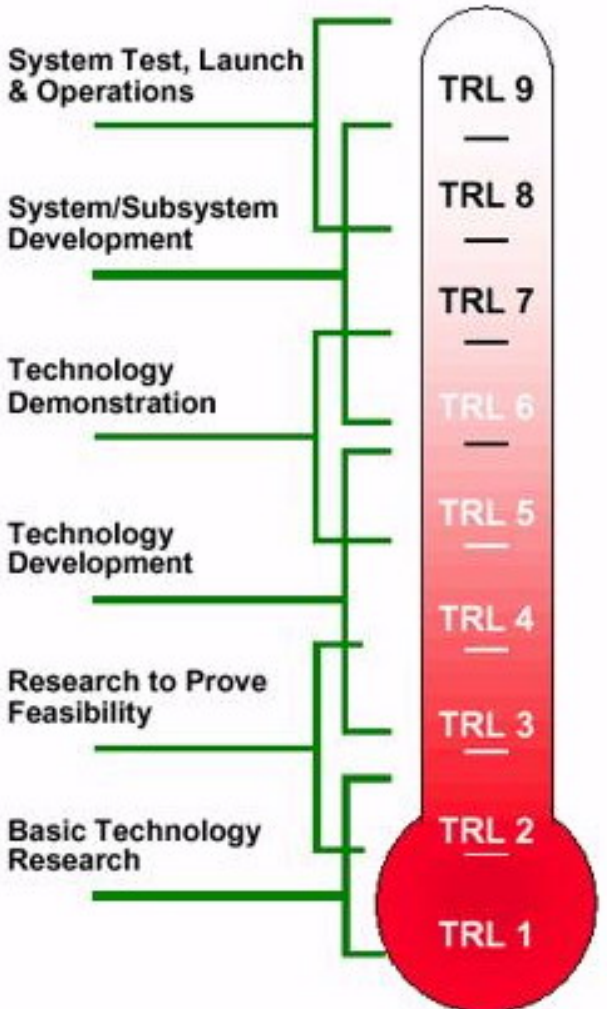 System Test, Launch
& Operations
System/Subsystem
Development
Technology
Demonstration
Technology
Development
Research to Prove
Feasibility
Basic Technology
Research
TRL 9
TRL 8
TRL 7
TRL 6
TRL 5
TRL 4
TRL 3
TRL 2
TRL 1